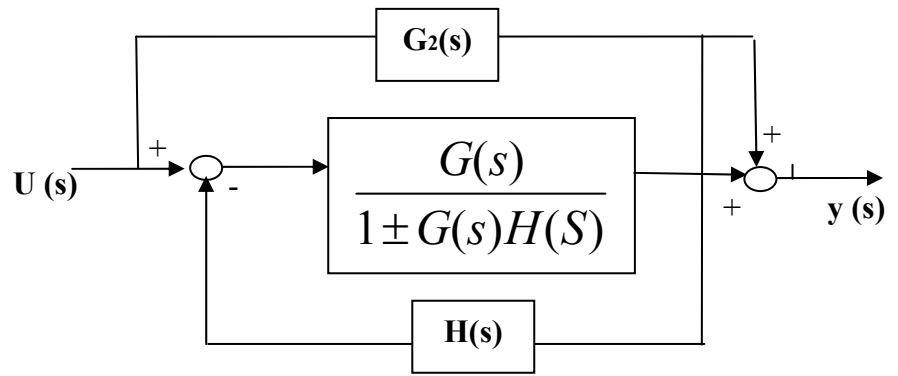 G₂(s)
+
+
U (s)
-
G(s)
1 ± G(s)H(S)
+
y (s)
H(s)